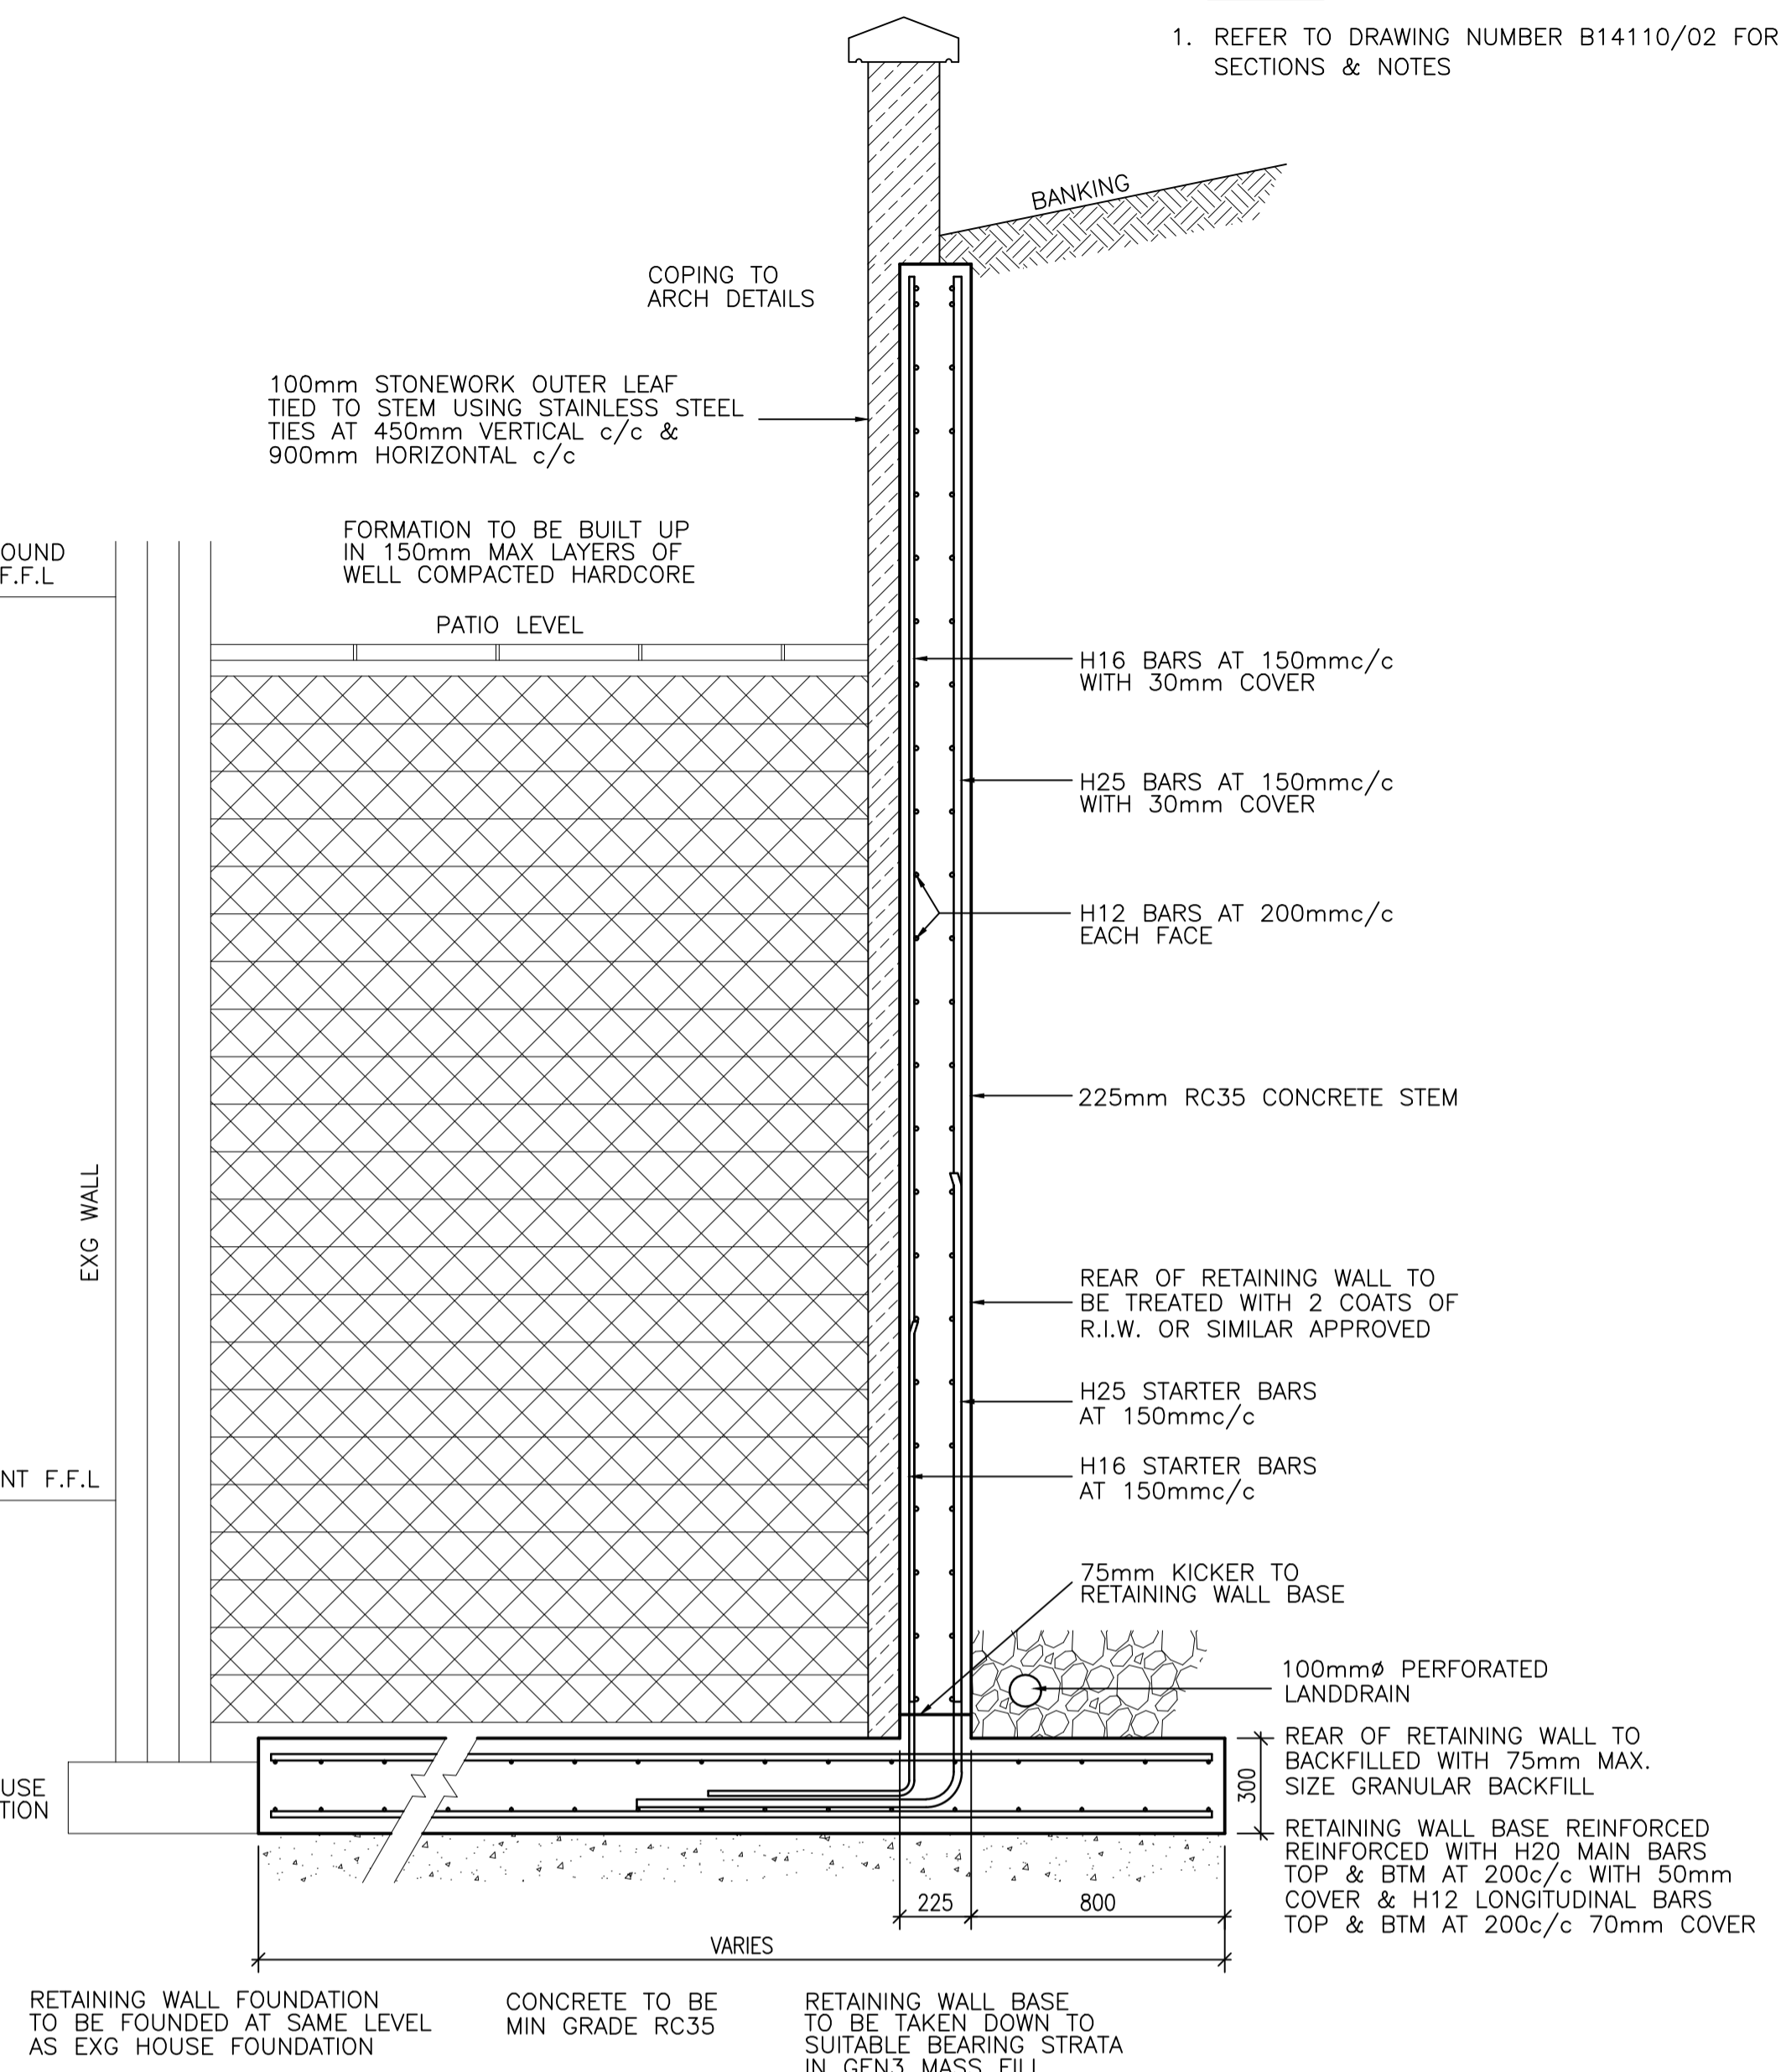 1. REFER TO DRAWING NUMBER B14110/02 FOR
SECTIONS & NOTES
BANKING
COPING TO
ARCH DETAILS
100mm STONEWORK OUTER LEAF
TIED TO STEM USING STAINLESS STEEL
TIES AT 450mm VERTICAL c/c &
900mm HORIZONTAL c/c
FORMATION TO BE BUILT UP
IN 150mm MAX LAYERS OF
WELL COMPACTED HARDCORE
OUND
F.F.L
PATIO LEVEL
H16 BARS AT 150mmc/c
WITH 30mm COVER
H25 BARS AT 150mmc/c
WITH 30mm COVER
H12 BARS AT 200mmc/c
EACH FACE
225mm RC35 CONCRETE STEM
EXG WALL
REAR OF RETAINING WALL TO
BE TREATED WITH 2 COATS OF
R.I.W. OR SIMILAR APPROVED
H25 STARTER BARS
AT 150mmc/c
NT F.F.L
H16 STARTER BARS
AT 150mmc/c
75mm KICKER TO
RETAINING WALL BASE
100mmø PERFORATED
LANDDRAIN
REAR OF RETAINING WALL TO
BACKFILLED WITH 75mm MAX.
SIZE GRANULAR BACKFILL
300
USE
TION
RETAINING WALL BASE REINFORCED
REINFORCED WITH H20 MAIN BARS
TOP & BTM AT 200c/c WITH 50mm
COVER & H12 LONGITUDINAL BARS
TOP & BTM AT 200c/c 70mm COVER
225
800
VARIES
RETAINING WALL FOUNDATION
TO BE FOUNDED AT SAME LEVEL
AS EXG HOUSE FOUNDATION
CONCRETE TO BE
MIN GRADE RC35
RETAINING WALL BASE
TO BE TAKEN DOWN TO
SUITABLE BEARING STRATA
IN GEN3 MASS FILL